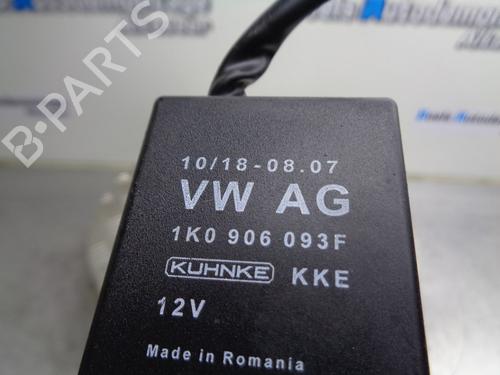 B-PARTS
10/18-08.07
VW AG
1K0 906 093F
KUHNKE KKE
12V
Made in Romania